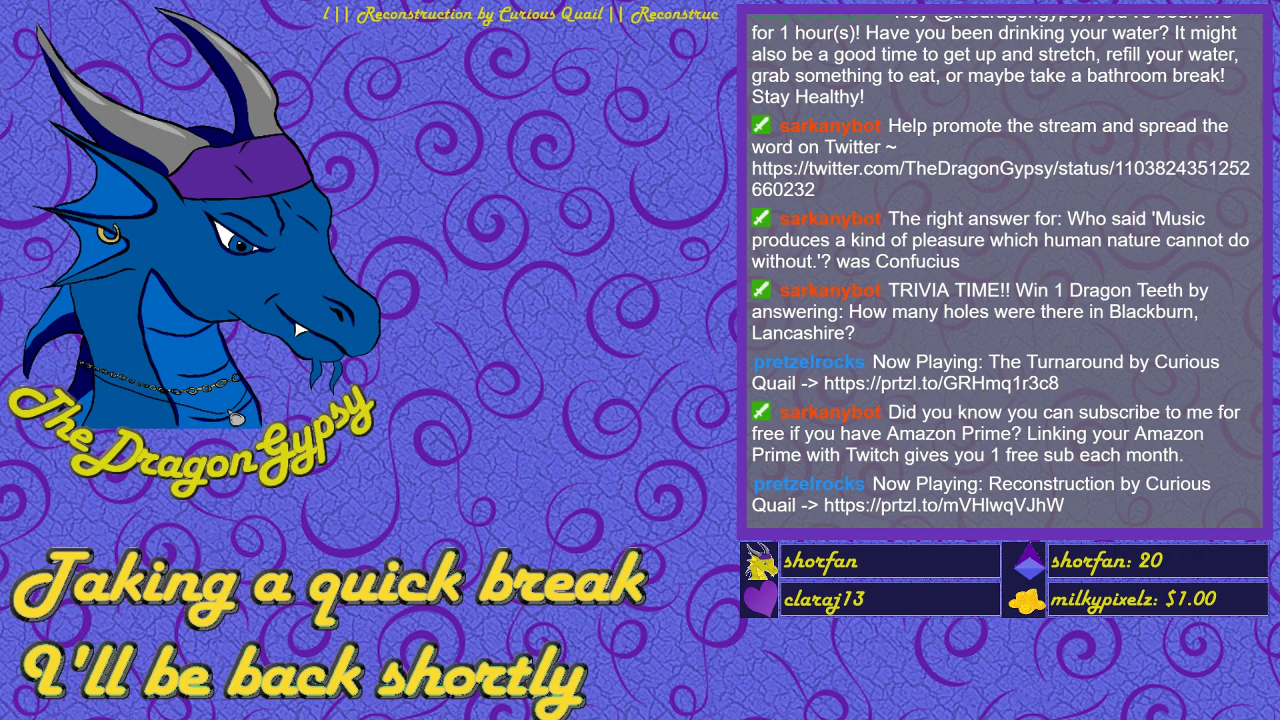 l || Reconstruction by Curious Quail || Reconstruc
TheDragonGypsy
Taking a quick break
I'll be back shortly
Hey @thedragongypsy, you've been live
for 1 hour(s)! Have you been drinking your water? It might
also be a good time to get up and stretch, refill your water,
grab something to eat, or maybe take a bathroom break!
Stay Healthy!
sarkanybot Help promote the stream and spread the
word on Twitter ~
https://twitter.com/TheDragonGypsy/status/1103824351252
660232
sarkanybot The right answer for: Who said 'Music
produces a kind of pleasure which human nature cannot do
without.'? was Confucius
sarkanybot TRIVIA TIME!! Win 1 Dragon Teeth by
answering: How many holes were there in Blackburn,
Lancashire?
pretzelrocks Now Playing: The Turnaround by Curious
Quail -> https://prtzl.to/GRHmq1r3c8
sarkanybot Did you know you can subscribe to me for
free if you have Amazon Prime? Linking your Amazon
Prime with Twitch gives you 1 free sub each month.
pretzelrocks Now Playing: Reconstruction by Curious
Quail -> https://prtzl.to/mVHlwqVJhW
shorfan
shorfan: 20
claraj13
milkypixelz: $1.00